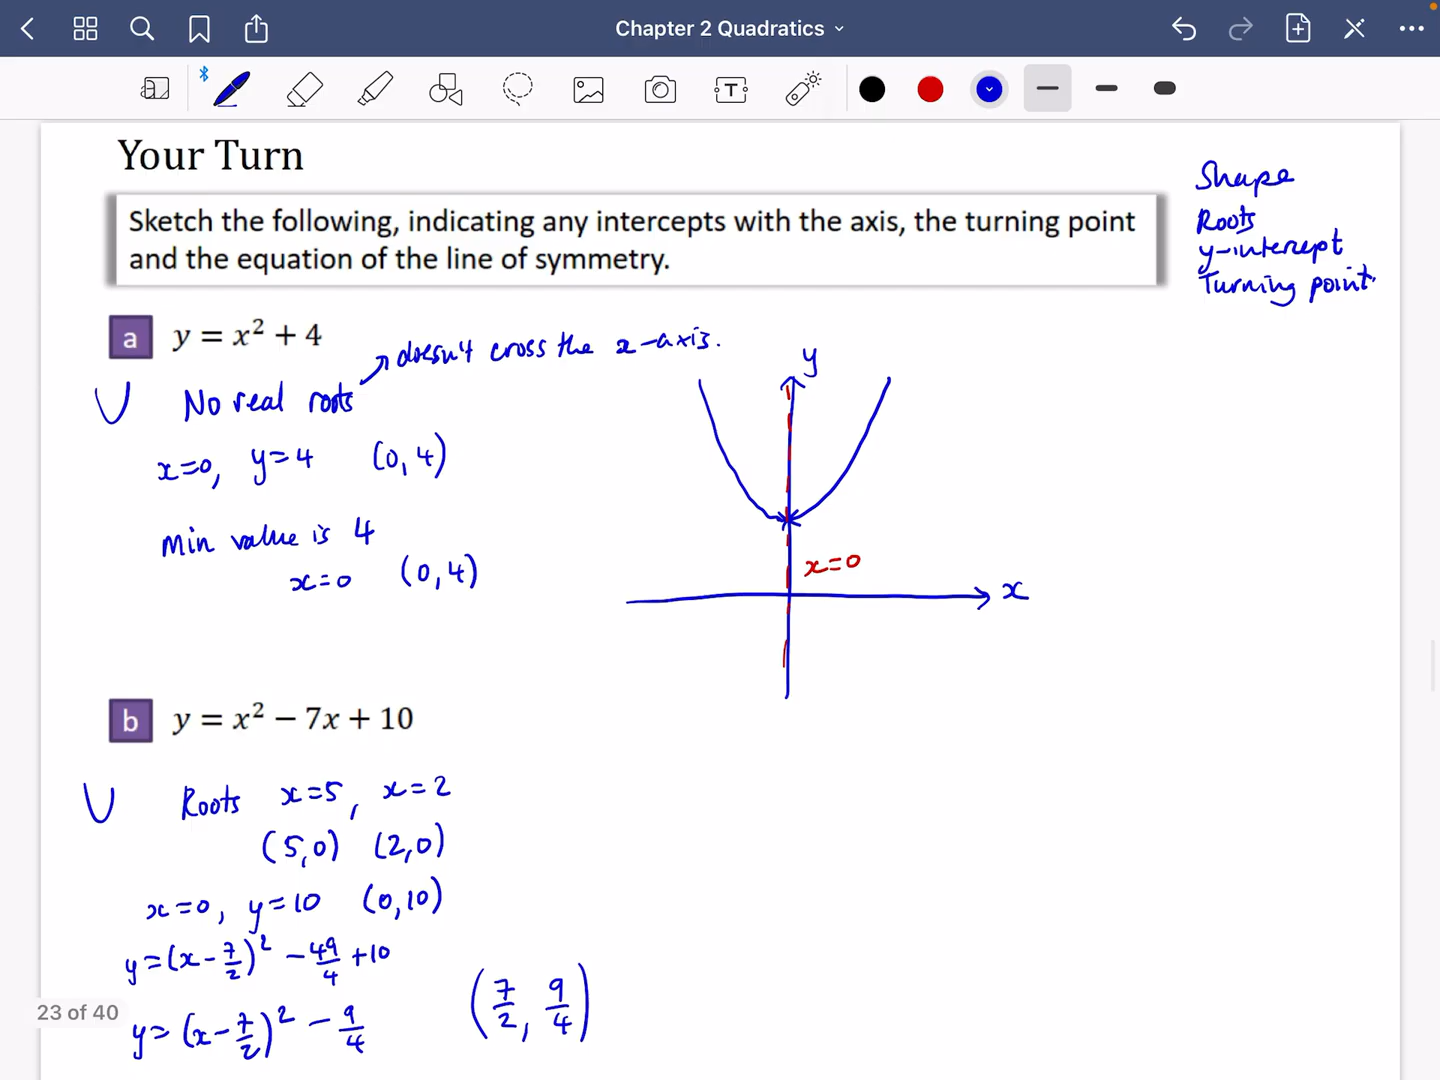 Chapter 2 Quadratics
T
Your Turn
Sketch the following, indicating any intercepts with the axis, the turning point
and the equation of the line of symmetry.
Shape
Roots
y-intercept
Turning point.
a y = x² + 4
doesn't cross the x-axis.
No real roots
x=0, y=4 (0,4)
Min value is 4
x=0 (0,4)
y
x=0
x
b y = x² − 7x + 10
Roots x=5, x=2
(5,0) (2,0)
x=0, y=10 (0,10)
y=(x-7/2)² -49/4 +10
y=(x-7/2)² -9/4 (7/2, 9/4)
23 of 40